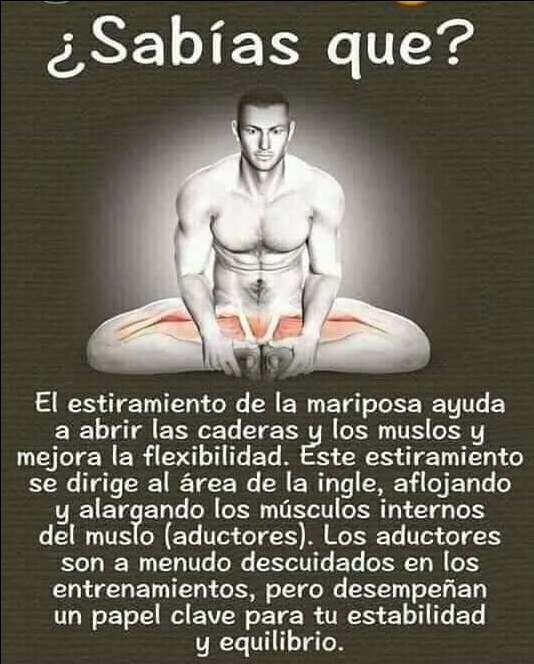 ¿Sabías que?
El estiramiento de la mariposa ayuda
a abrir las caderas y los muslos y
mejora la flexibilidad. Este estiramiento
se dirige al área de la ingle, aflojando
y alargando los músculos internos
del muslo (aductores). Los aductores
son a menudo descuidados en los
entrenamientos, pero desempeñan
un papel clave para tu estabilidad
y equilibrio.